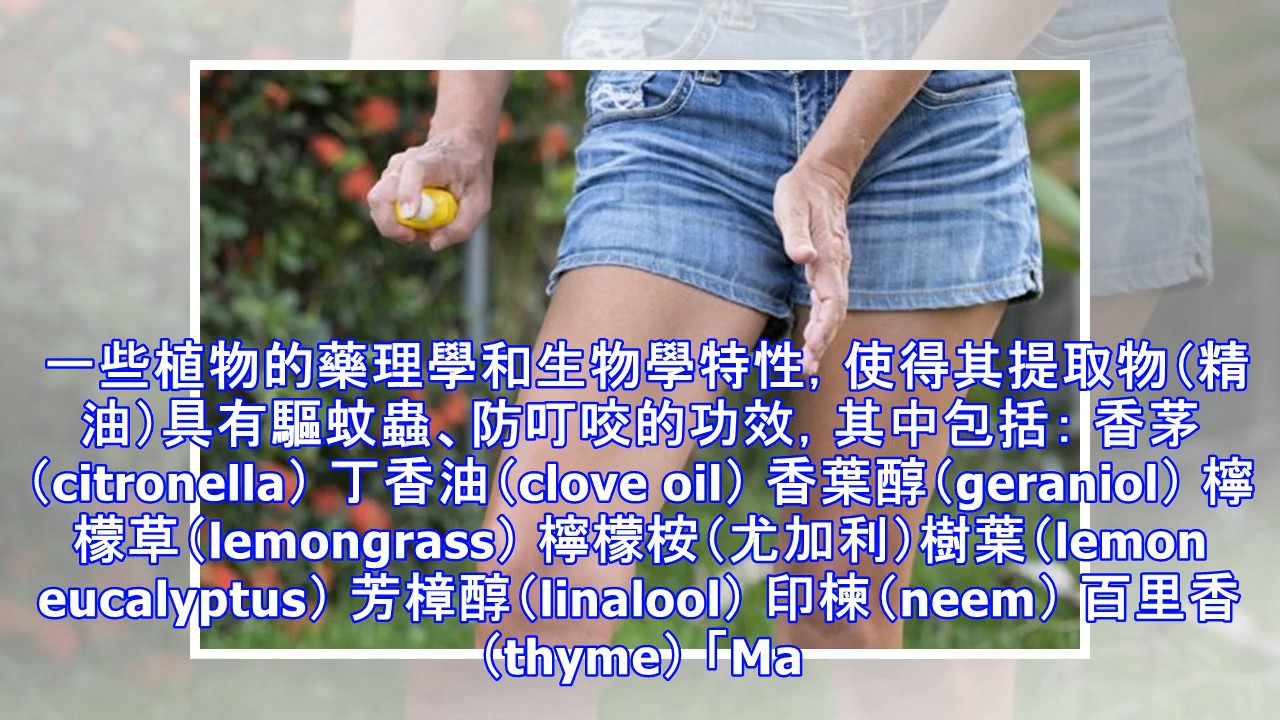 一些植物的藥理學和生物學特性, 使得其提取物(精
油)具有驅蚊蟲、防叮咬的功效, 其中包括: 香茅
(citronella) 丁香油(clove oil) 香葉醇(geraniol) 檸
檬草(lemongrass) 檸檬桉(尤加利)樹葉(lemon
eucalyptus) 芳樟醇(linalool) 印楝(neem) 百里香
(thyme) 「Ma